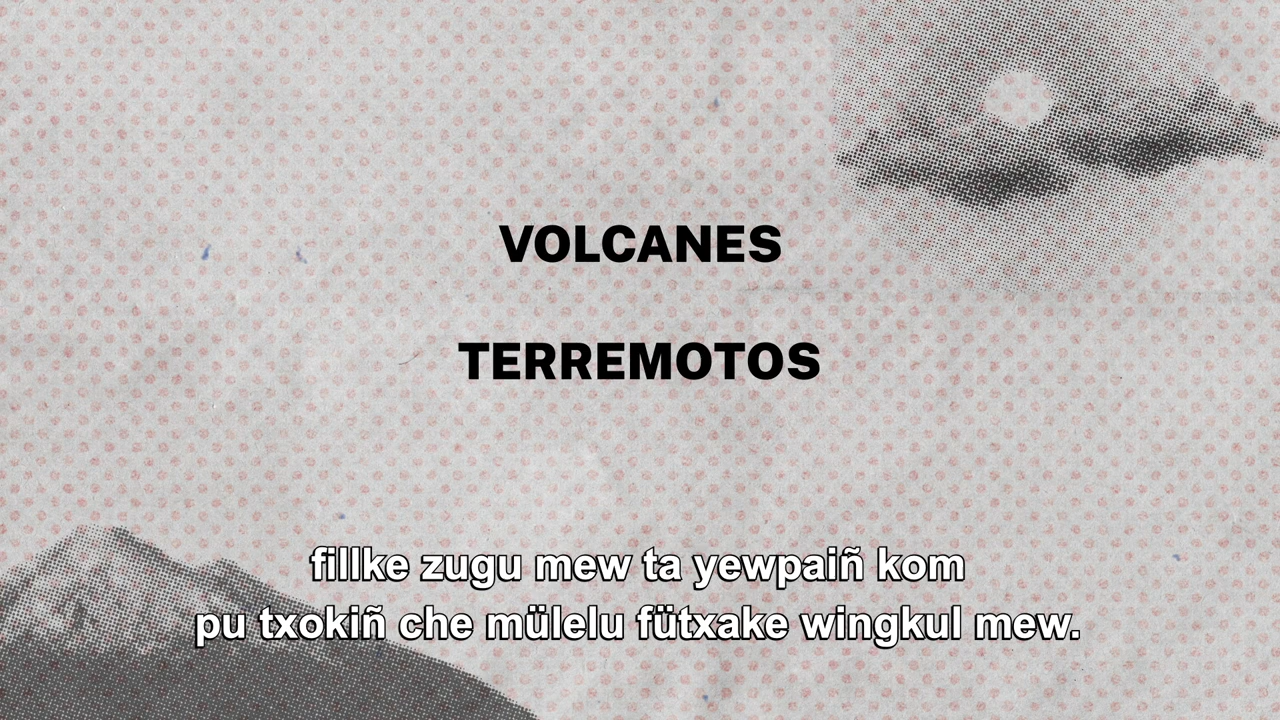 VOLCANES
TERREMOTOS
fillke zugu mew ta yewpaiñ kom
pu txokiñ che mülelu fütxake wingkul mew.